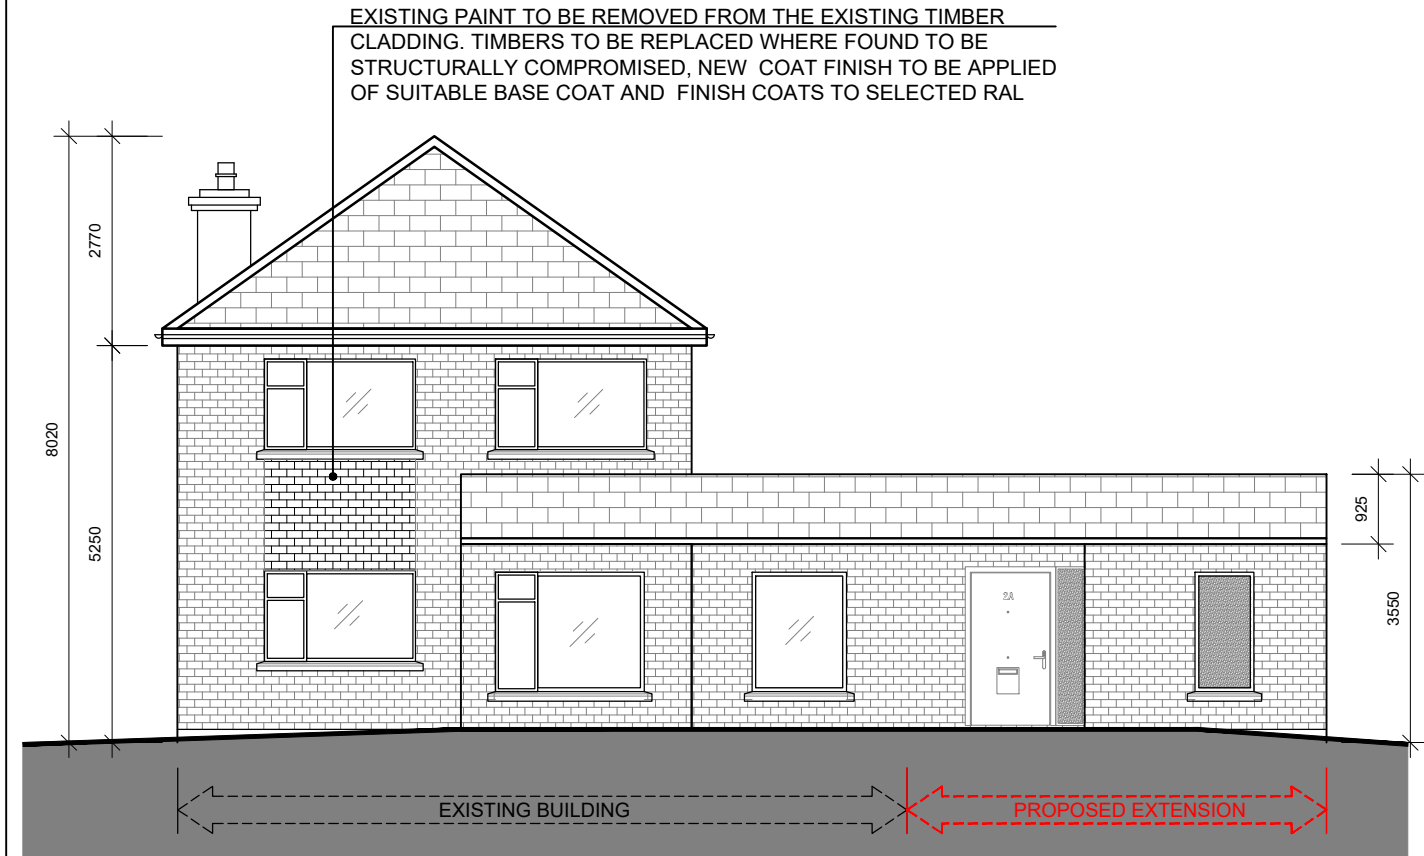 EXISTING PAINT TO BE REMOVED FROM THE EXISTING TIMBER
CLADDING. TIMBERS TO BE REPLACED WHERE FOUND TO BE
STRUCTURALLY COMPROMISED, NEW COAT FINISH TO BE APPLIED
OF SUITABLE BASE COAT AND FINISH COATS TO SELECTED RAL
2770
8020
5250
925
3550
2A
EXISTING BUILDING
PROPOSED EXTENSION